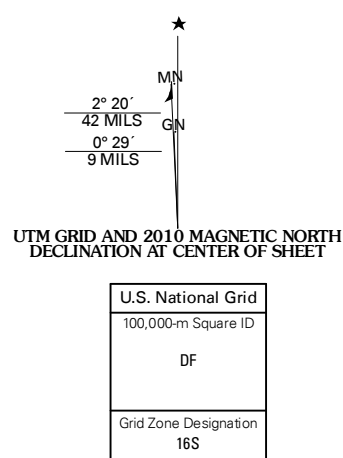 MN
2° 20´
42 MILS
GN
0° 29´
9 MILS
UTM GRID AND 2010 MAGNETIC NORTH
DECLINATION AT CENTER OF SHEET
U.S. National Grid
100,000-m Square ID
DF
Grid Zone Designation
16S